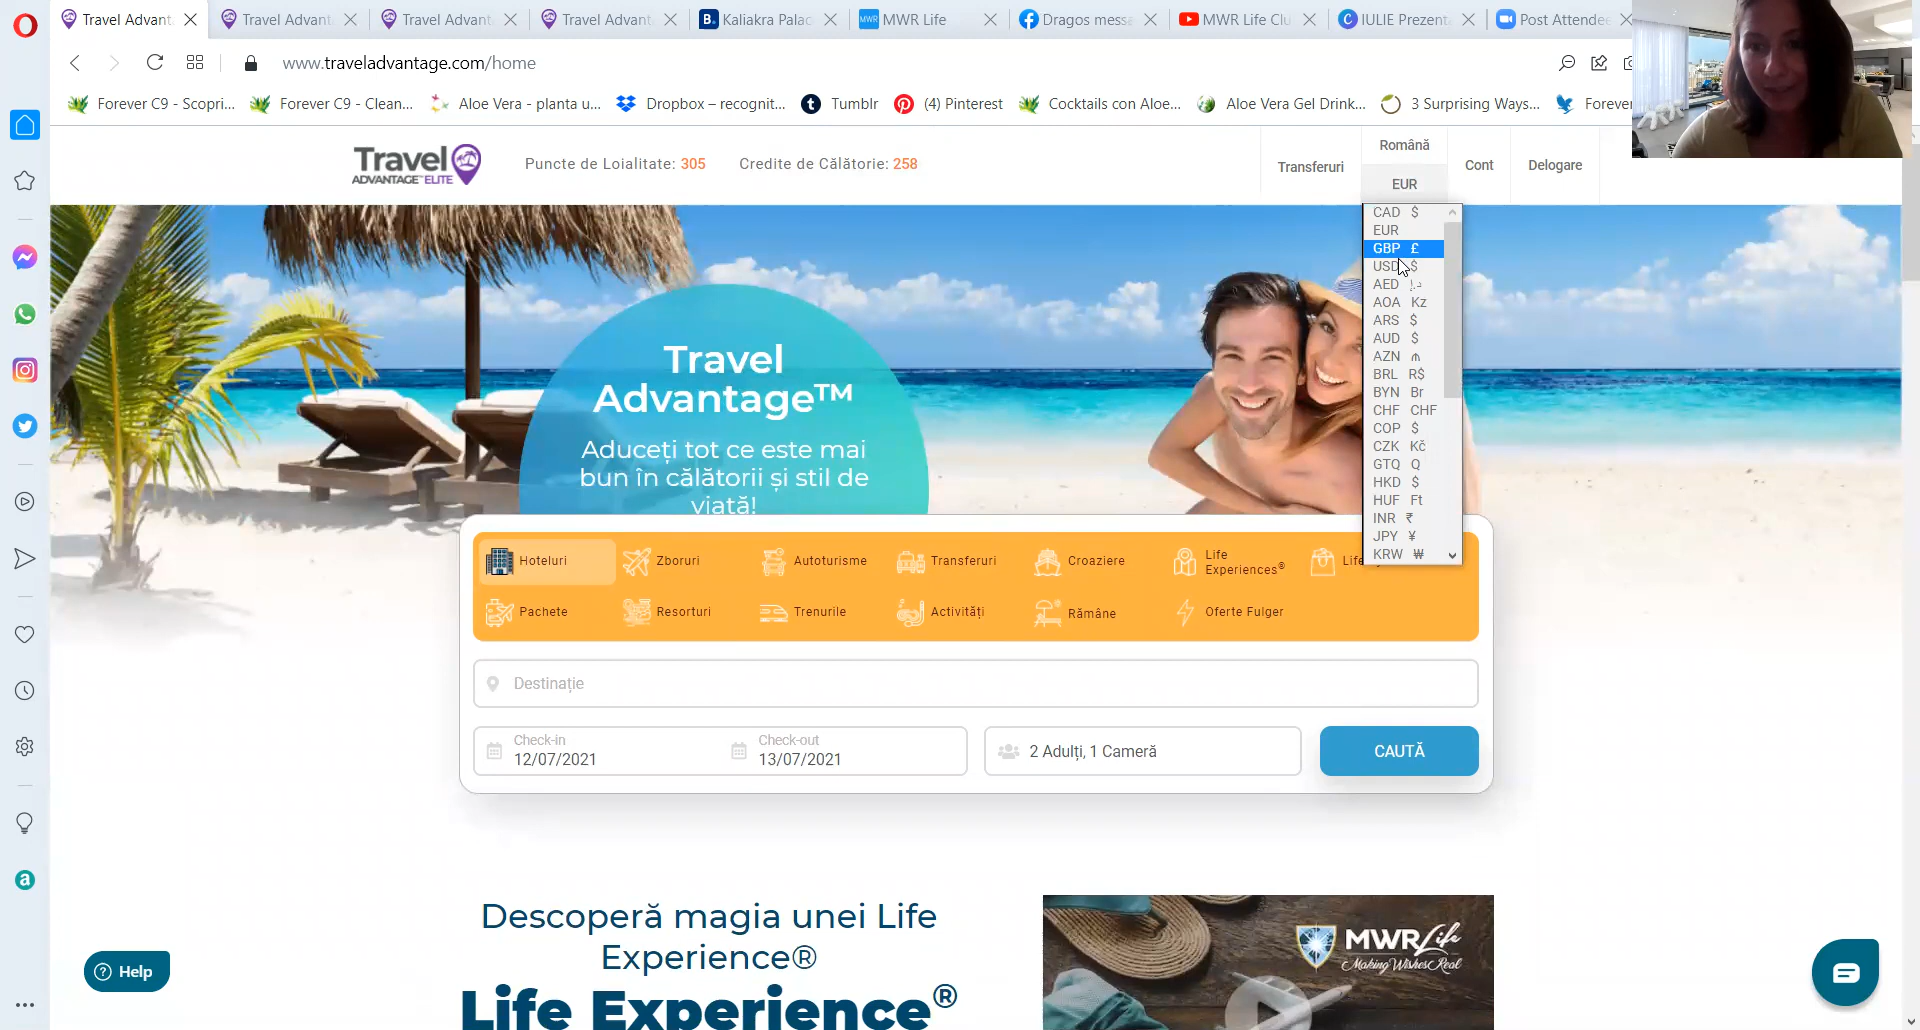 Travel Advant
Travel Advant
Travel Advant
Travel Advant
B.
Kaliakra Palac
MWR
MWR Life
Dragos messa
MWR Life Clu
IULIE Prezent
Post Attendee
www.traveladvantage.com/home
Forever C9 - Scopri...
Forever C9 - Clean...
Aloe Vera - planta u...
Dropbox – recognit...
Tumblr
(4) Pinterest
Cocktails con Aloe...
Aloe Vera Gel Drink...
3 Surprising Ways...
Forever
Travel
ADVANTAGE™ ELITE
Puncte de Loialitate: 305
Credite de Călătorie: 258
Transferuri
Română
EUR
Cont
Delogare
CAD $
EUR
GBP £
USD $
AED
AOA Kz
ARS $
AUD $
AZN ₼
BRL R$
BYN Br
CHF CHF
COP $
CZK Kč
GTQ Q
HKD $
HUF Ft
INR ₹
JPY ¥
KRW ₩
Travel
Advantage™
Aduceți tot ce este mai
bun în călătorii și stil de
viață!
Hoteluri
Zboruri
Autoturisme
Transferuri
Croaziere
Life
Experiences®
Pachete
Resorturi
Trenurile
Activități
Rămâne
Oferte Fulger
Destinație
Check-in
12/07/2021
Check-out
13/07/2021
2 Adulți, 1 Cameră
CAUTĂ
Descoperă magia unei Life
Experience®
Life Experience®
MWR Life
Making Wishes Real
Help